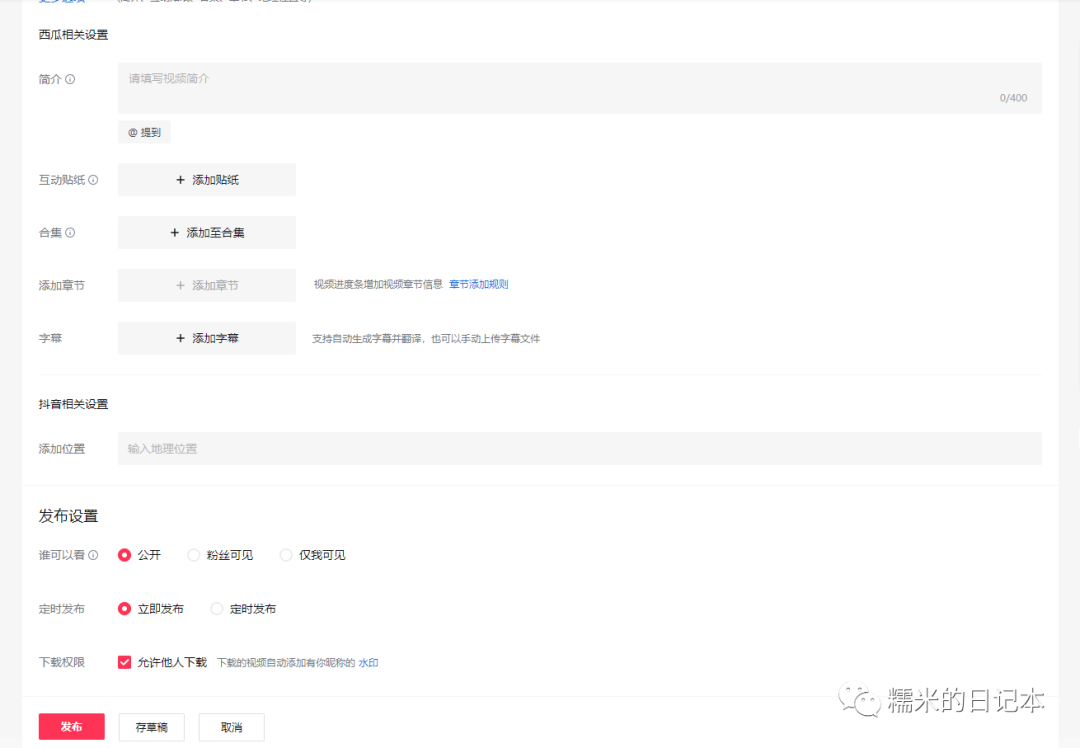 西瓜相关设置
简介
请填写视频简介
0/400
@ 提到
互动贴纸
+ 添加贴纸
合集
+ 添加至合集
添加章节
+ 添加章节
视频进度条增加视频章节信息 章节添加规则
字幕
+ 添加字幕
支持自动生成字幕并翻译，也可以手动上传字幕文件
抖音相关设置
添加位置
输入地理位置
发布设置
谁可以看
公开 粉丝可见 仅我可见
定时发布
立即发布 定时发布
下载权限
允许他人下载 下载的视频自动添加有你昵称的 水印
糯米的日记本
发布 存草稿 取消